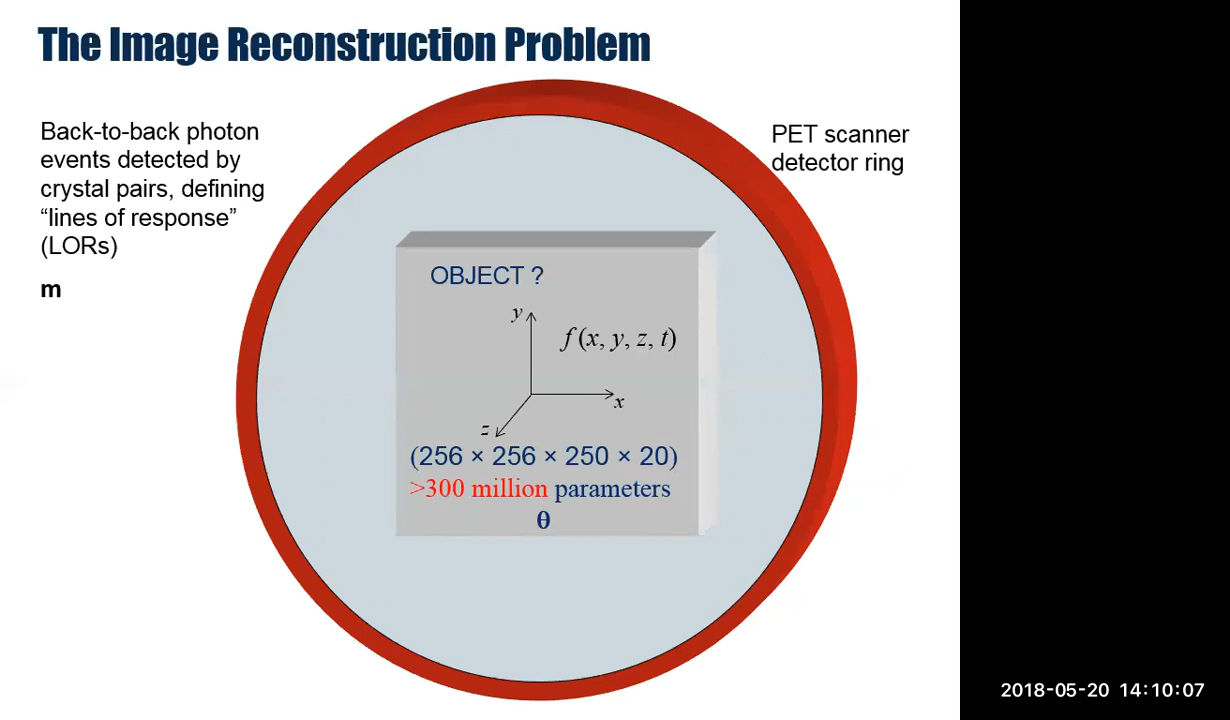 The Image Reconstruction Problem
Back-to-back photon
events detected by
crystal pairs, defining
“lines of response”
(LORs)
m
PET scanner
detector ring
OBJECT ?
y
f (x, y, z, t)
x
z
(256 × 256 × 250 × 20)
>300 million parameters
θ
2018-05-20 14:10:07